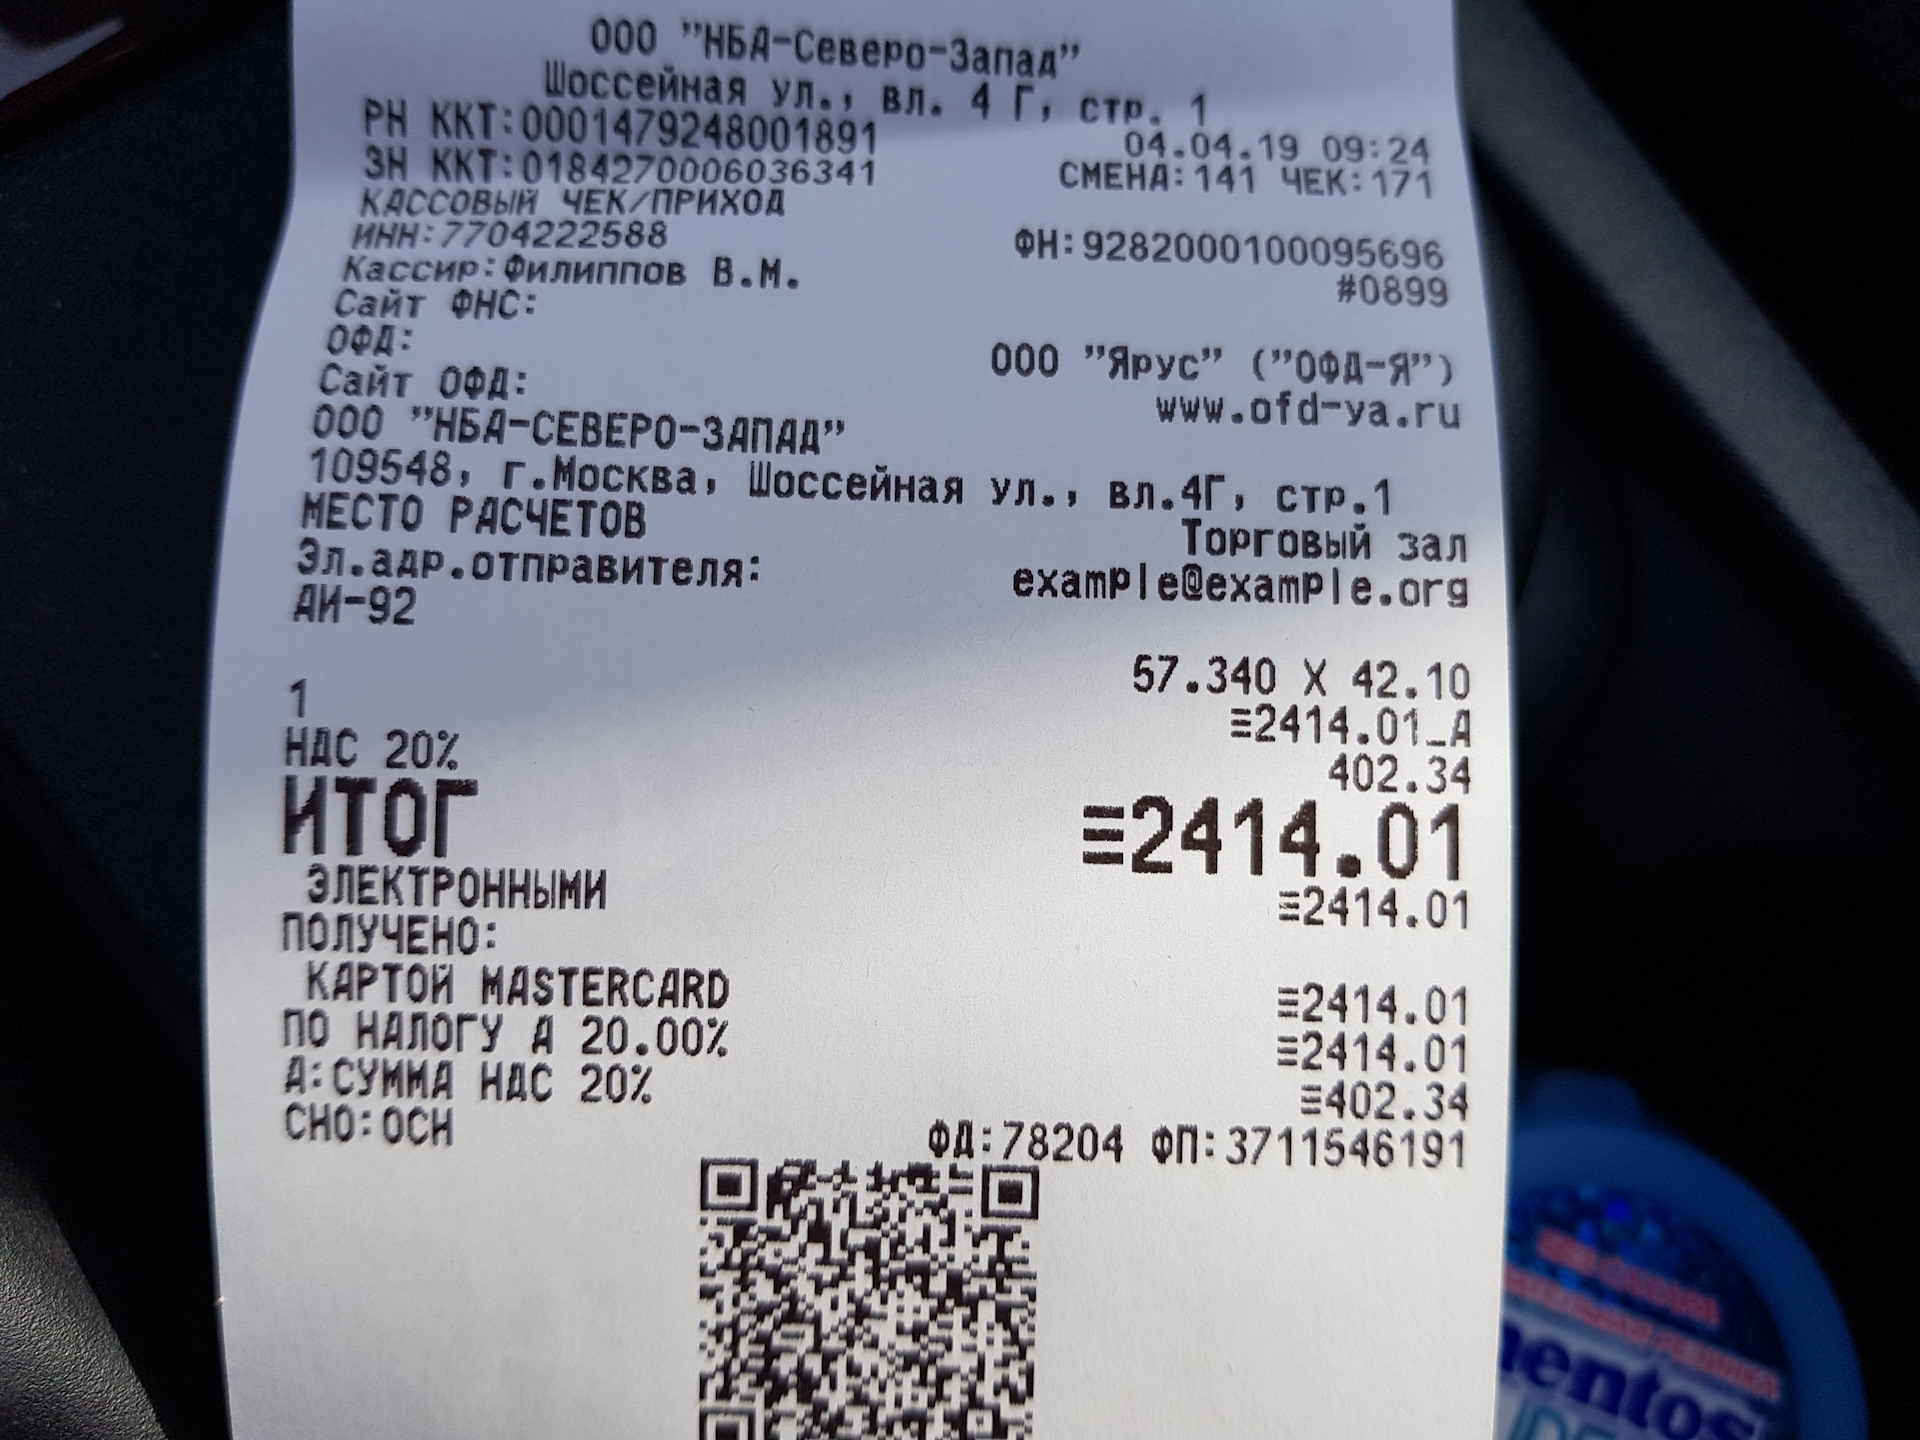 ООО "НБА-Северо-Запад"
Шоссейная ул., вл. 4 Г, стр. 1
РН ККТ:0001479248001891 04.04.19 09:24
ЗН ККТ:0184270006036341 СМЕНА:141 ЧЕК:171
КАССОВЫЙ ЧЕК/ПРИХОД
ИНН:7704222588 ФН:9282000100095696
Кассир:Филиппов В.М. #0899
Сайт ФНС:
ОФД: ООО "Ярус" ("ОФД-Я")
Сайт ОФД: www.ofd-ya.ru
ООО "НБА-СЕВЕРО-ЗАПАД"
109548, г.Москва, Шоссейная ул., вл.4Г, стр.1
МЕСТО РАСЧЕТОВ Торговый зал
Эл.адр.отправителя: example@example.org
АИ-92
57.340 X 42.10
1 ≡2414.01_А
НДС 20% 402.34
ИТОГ ≡2414.01
ЭЛЕКТРОННЫМИ ≡2414.01
ПОЛУЧЕНО:
КАРТОЙ MASTERCARD ≡2414.01
ПО НАЛОГУ А 20.00% ≡2414.01
А:СУММА НДС 20% ≡402.34
СНО:ОСН ФД:78204 ФП:3711546191
mentos